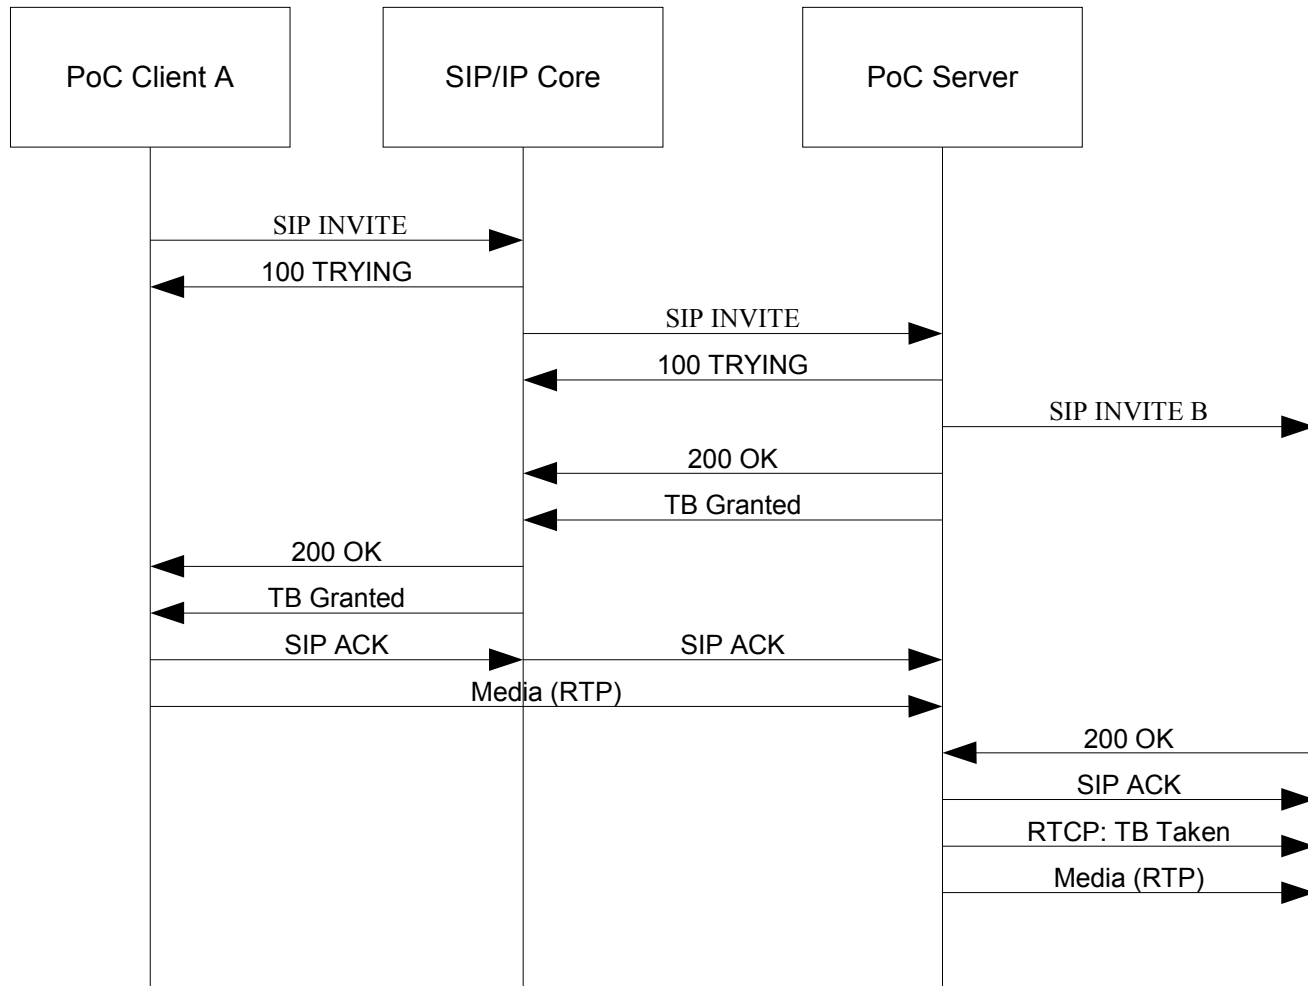 PoC Client A
SIP/IP Core
PoC Server
SIP INVITE
100 TRYING
SIP INVITE
100 TRYING
SIP INVITE B
200 OK
TB Granted
200 OK
TB Granted
SIP ACK
SIP ACK
Media (RTP)
200 OK
SIP ACK
RTCP: TB Taken
Media (RTP)